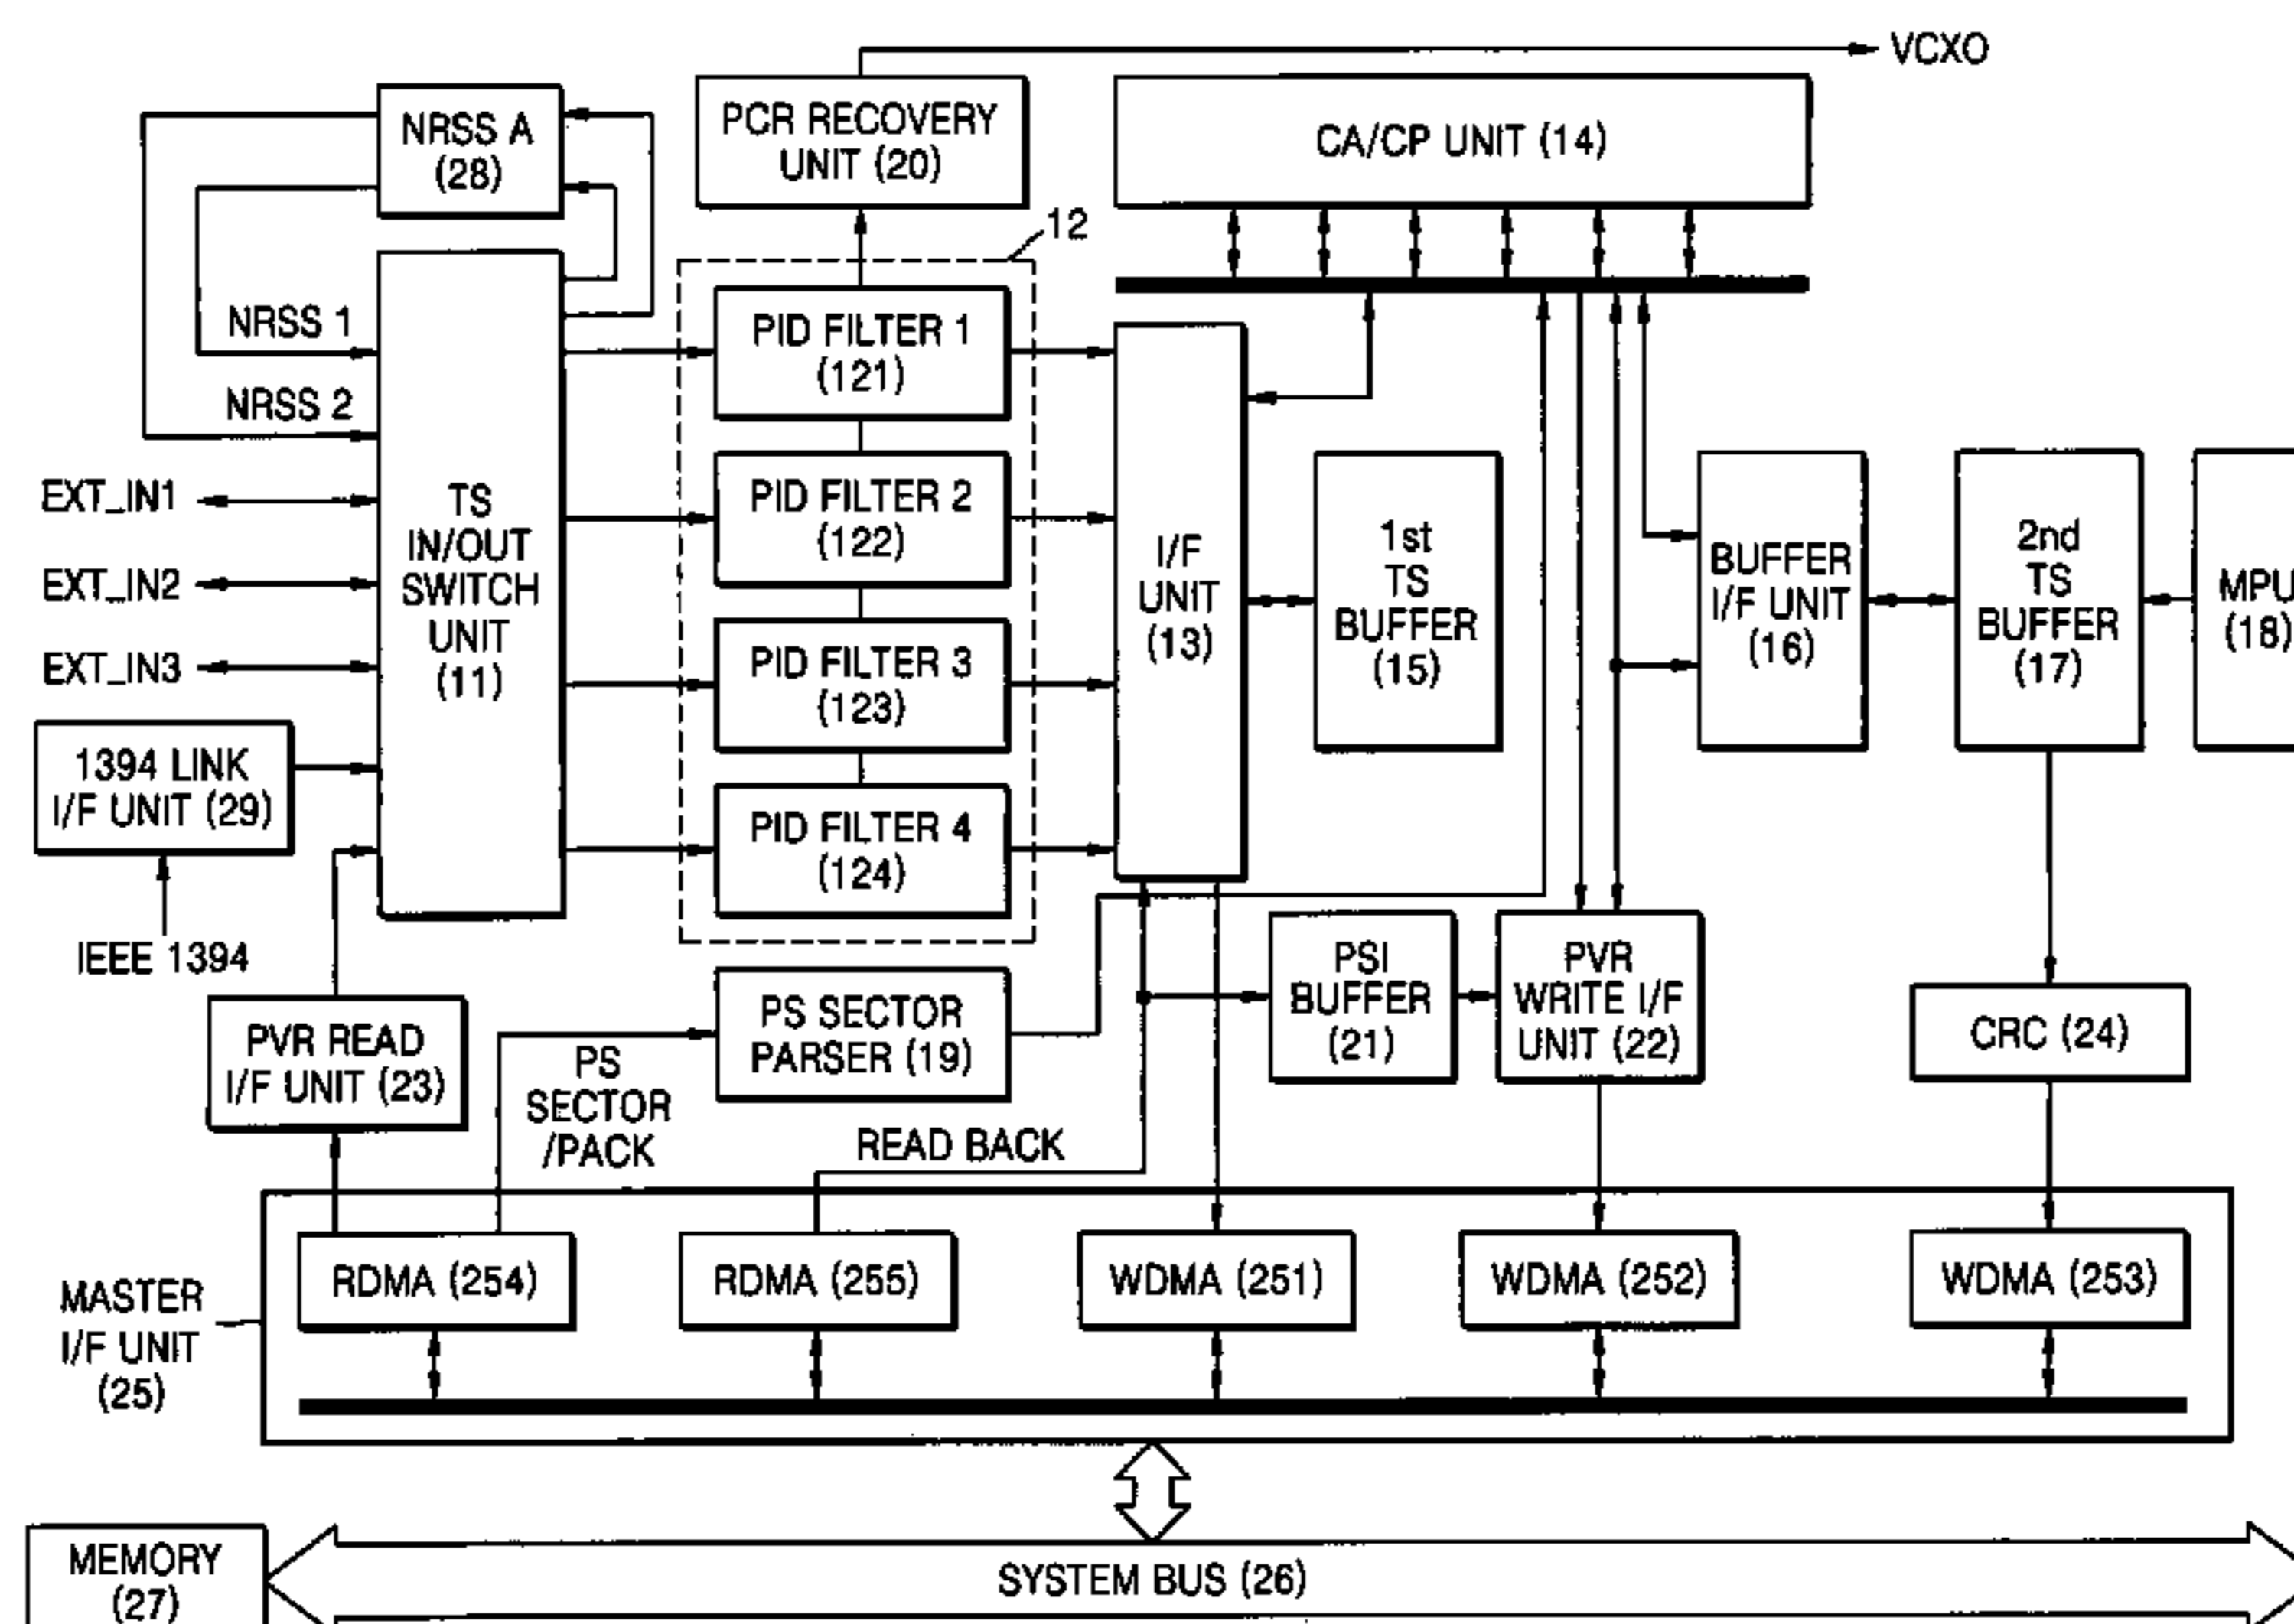 VCXO
NRSS A
(28)
PCR RECOVERY
UNIT (20)
CA/CP UNIT (14)
12
NRSS 1
NRSS 2
EXT_IN1
EXT_IN2
EXT_IN3
TS
IN/OUT
SWITCH
UNIT
(11)
PID FILTER 1
(121)
PID FILTER 2
(122)
PID FILTER 3
(123)
PID FILTER 4
(124)
I/F
UNIT
(13)
1st
TS
BUFFER
(15)
BUFFER
I/F UNIT
(16)
2nd
TS
BUFFER
(17)
MPU
(18)
1394 LINK
I/F UNIT (29)
IEEE 1394
PVR READ
I/F UNIT (23)
PS
SECTOR
/PACK
PS SECTOR
PARSER (19)
READ BACK
PSI
BUFFER
(21)
PVR
WRITE I/F
UNIT (22)
CRC (24)
MASTER
I/F UNIT
(25)
RDMA (254)
RDMA (255)
WDMA (251)
WDMA (252)
WDMA (253)
MEMORY
(27)
SYSTEM BUS (26)